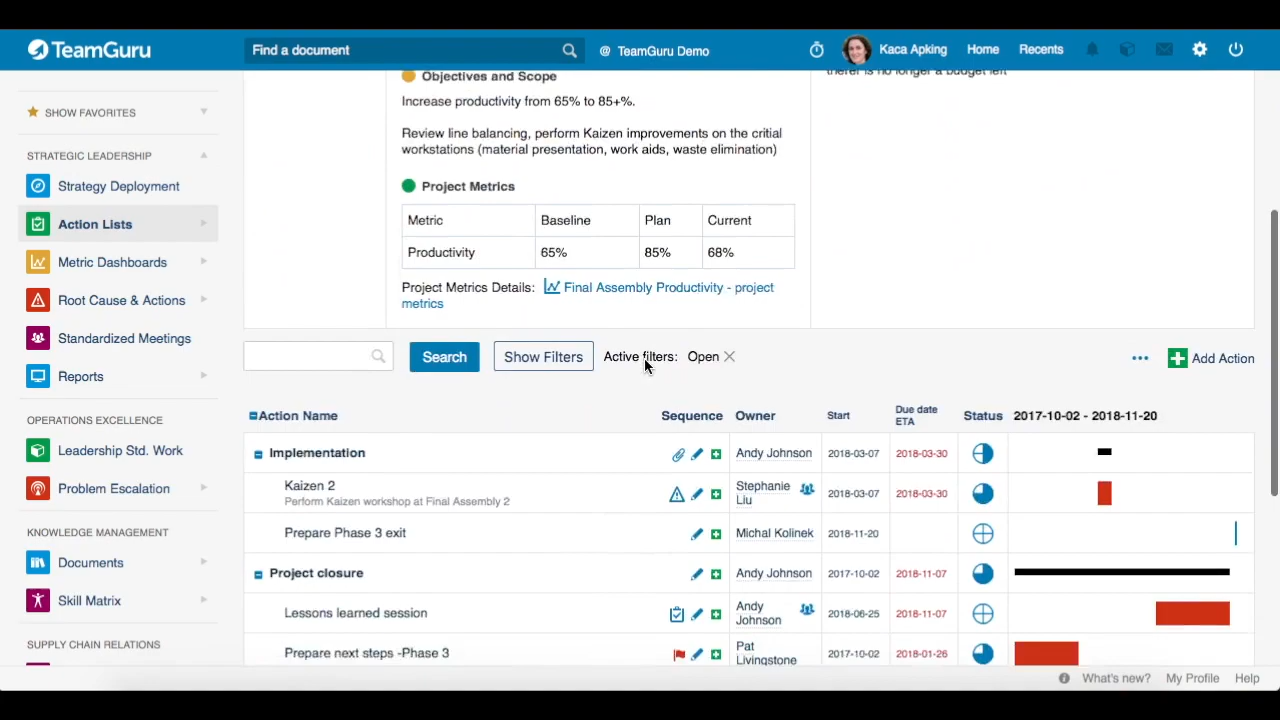 TeamGuru
Find a document
@ TeamGuru Demo
Kaca Apking
Home
Recents
SHOW FAVORITES
STRATEGIC LEADERSHIP
Strategy Deployment
Action Lists
Metric Dashboards
Root Cause & Actions
Standardized Meetings
Reports
OPERATIONS EXCELLENCE
Leadership Std. Work
Problem Escalation
KNOWLEDGE MANAGEMENT
Documents
Skill Matrix
SUPPLY CHAIN RELATIONS
there is no longer a budget left
Objectives and Scope
Increase productivity from 65% to 85+%.
Review line balancing, perform Kaizen improvements on the critial
workstations (material presentation, work aids, waste elimination)
Project Metrics
Metric Baseline Plan Current
Productivity 65% 85% 68%
Project Metrics Details: Final Assembly Productivity - project
metrics
Search Show Filters Active filters: Open
Add Action
Action Name Sequence Owner Start Due date ETA Status 2017-10-02 - 2018-11-20
Implementation Andy Johnson 2018-03-07 2018-03-30
Kaizen 2 Stephanie Liu 2018-03-07 2018-03-30
Perform Kaizen workshop at Final Assembly 2
Prepare Phase 3 exit Michal Kolinek 2018-11-20
Project closure Andy Johnson 2017-10-02 2018-11-07
Lessons learned session Andy Johnson 2018-06-25 2018-11-07
Prepare next steps -Phase 3 Pat Livingstone 2017-10-02 2018-01-26
What's new? My Profile Help